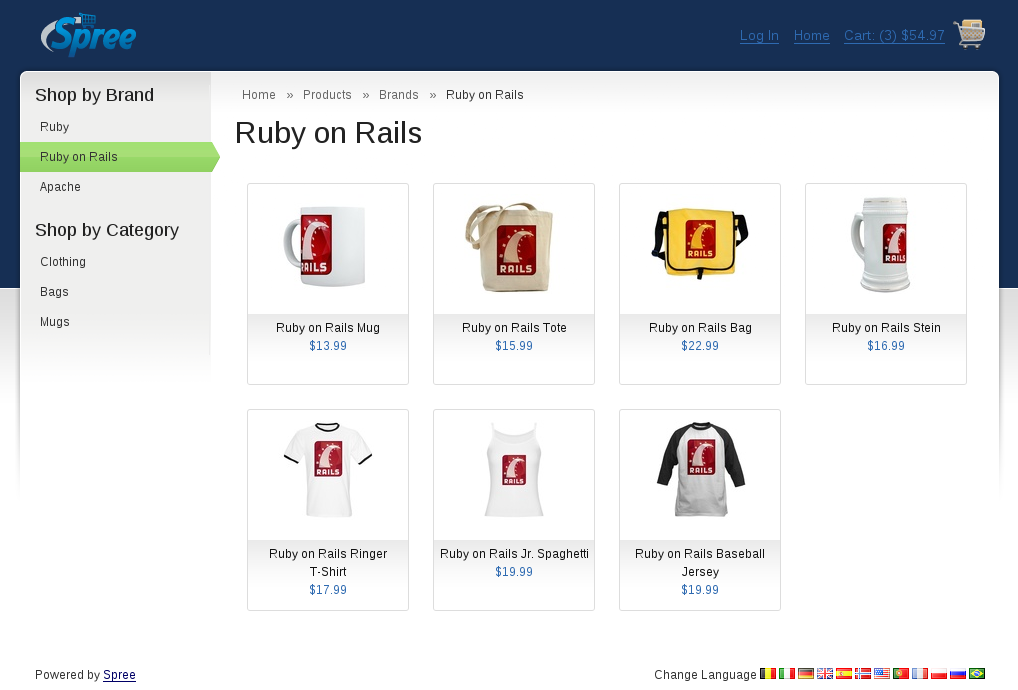 Spree
Log In Home Cart: (3) $54.97
Shop by Brand
Ruby
Ruby on Rails
Apache
Shop by Category
Clothing
Bags
Mugs
Home » Products » Brands » Ruby on Rails
Ruby on Rails
RAILS
RAILS
RAILS
RAILS
Ruby on Rails Mug
$13.99
Ruby on Rails Tote
$15.99
Ruby on Rails Bag
$22.99
Ruby on Rails Stein
$16.99
RAILS
RAILS
RAILS
Ruby on Rails Ringer
T-Shirt
$17.99
Ruby on Rails Jr. Spaghetti
$19.99
Ruby on Rails Baseball
Jersey
$19.99
Powered by Spree
Change Language